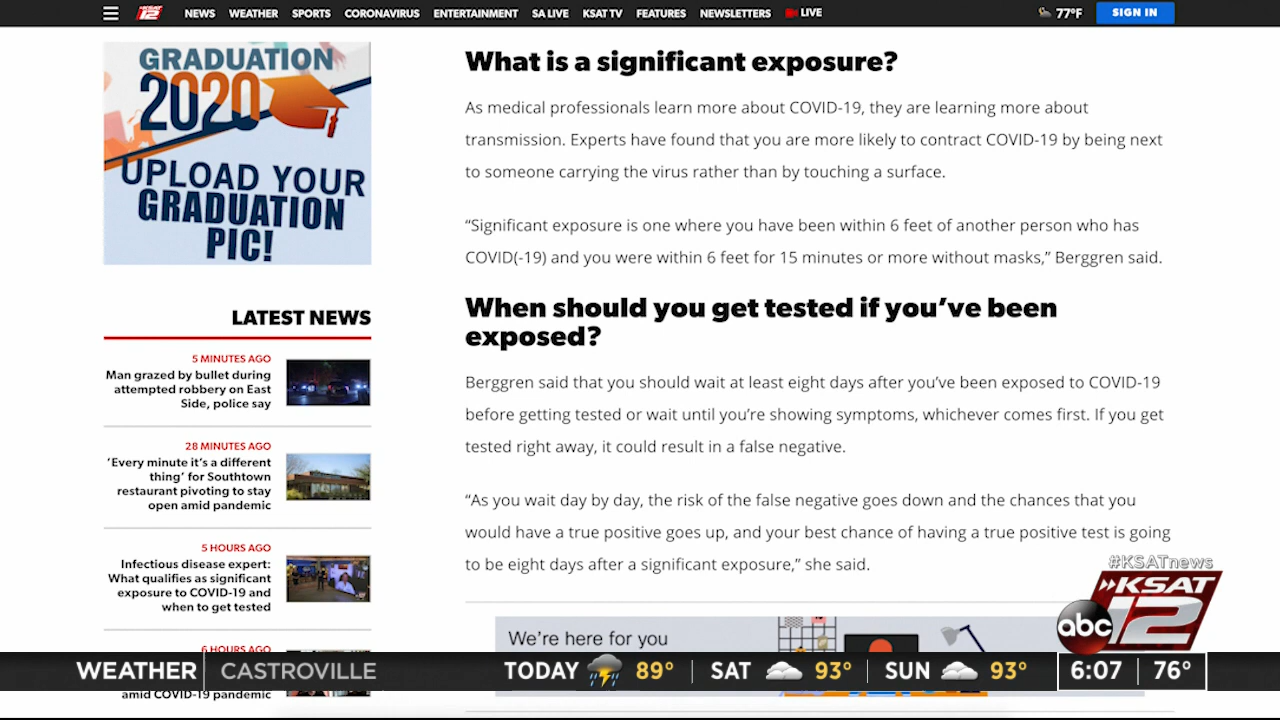 KSAT 12
NEWS WEATHER SPORTS CORONAVIRUS ENTERTAINMENT SA LIVE KSAT TV FEATURES NEWSLETTERS LIVE
77°F
SIGN IN
GRADUATION
2020
UPLOAD YOUR
GRADUATION
PIC!
LATEST NEWS
5 MINUTES AGO
Man grazed by bullet during
attempted robbery on East
Side, police say
28 MINUTES AGO
‘Every minute it’s a different
thing’ for Southtown
restaurant pivoting to stay
open amid pandemic
5 HOURS AGO
Infectious disease expert:
What qualifies as significant
exposure to COVID-19 and
when to get tested
6 HOURS AGO
amid COVID-19 pandemic
What is a significant exposure?
As medical professionals learn more about COVID-19, they are learning more about
transmission. Experts have found that you are more likely to contract COVID-19 by being next
to someone carrying the virus rather than by touching a surface.
“Significant exposure is one where you have been within 6 feet of another person who has
COVID(-19) and you were within 6 feet for 15 minutes or more without masks,” Berggren said.
When should you get tested if you’ve been
exposed?
Berggren said that you should wait at least eight days after you’ve been exposed to COVID-19
before getting tested or wait until you’re showing symptoms, whichever comes first. If you get
tested right away, it could result in a false negative.
“As you wait day by day, the risk of the false negative goes down and the chances that you
would have a true positive goes up, and your best chance of having a true positive test is going
to be eight days after a significant exposure,” she said.
We’re here for you
#KSATnews
KSAT
abc 12
WEATHER CASTROVILLE TODAY 89° SAT 93° SUN 93° 6:07 76°